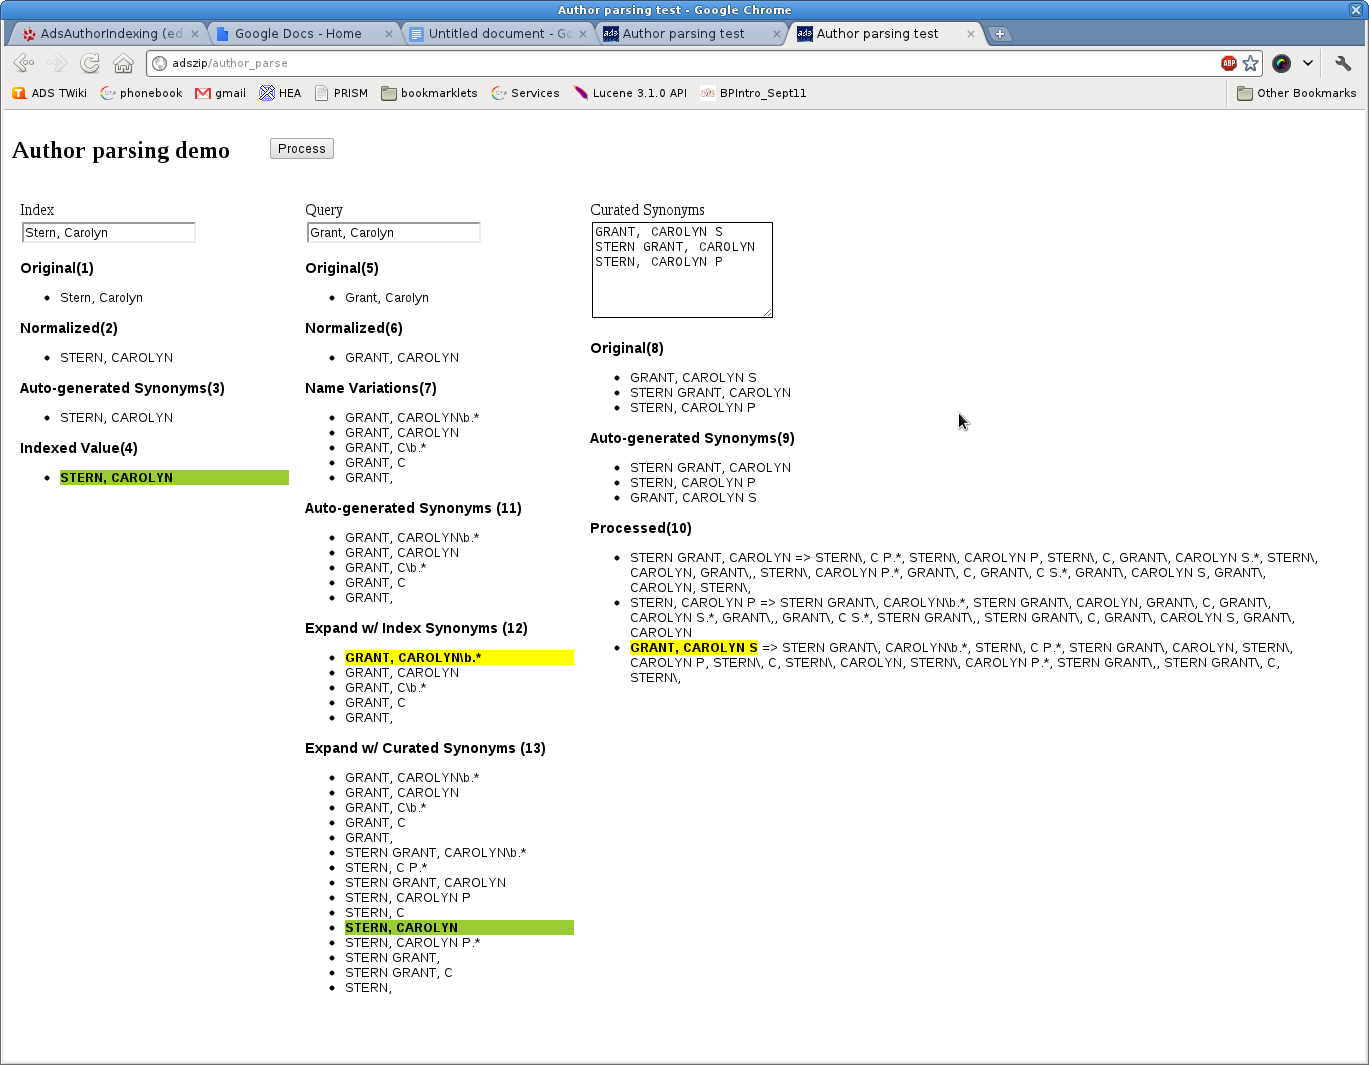 Author parsing test - Google Chrome
AdsAuthorIndexing (ed
Google Docs - Home
Untitled document - Go
Author parsing test
Author parsing test
adszip/author_parse
ABP
ADS TWiki
phonebook
gmail
HEA
PRISM
bookmarklets
Services
Lucene 3.1.0 API
BPIntro_Sept11
Other Bookmarks
Author parsing demo
Process
Index
Stern, Carolyn
Original(1)
Stern, Carolyn
Normalized(2)
STERN, CAROLYN
Auto-generated Synonyms(3)
STERN, CAROLYN
Indexed Value(4)
STERN, CAROLYN
Query
Grant, Carolyn
Original(5)
Grant, Carolyn
Normalized(6)
GRANT, CAROLYN
Name Variations(7)
GRANT, CAROLYN\b.*
GRANT, CAROLYN
GRANT, C\b.*
GRANT, C
GRANT,
Auto-generated Synonyms (11)
GRANT, CAROLYN\b.*
GRANT, CAROLYN
GRANT, C\b.*
GRANT, C
GRANT,
Expand w/ Index Synonyms (12)
GRANT, CAROLYN\b.*
GRANT, CAROLYN
GRANT, C\b.*
GRANT, C
GRANT,
Expand w/ Curated Synonyms (13)
GRANT, CAROLYN\b.*
GRANT, CAROLYN
GRANT, C\b.*
GRANT, C
GRANT,
STERN GRANT, CAROLYN\b.*
STERN, C P.*
STERN GRANT, CAROLYN
STERN, CAROLYN P
STERN, C
STERN, CAROLYN
STERN, CAROLYN P.*
STERN GRANT,
STERN GRANT, C
STERN,
Curated Synonyms
GRANT, CAROLYN S
STERN GRANT, CAROLYN
STERN, CAROLYN P
Original(8)
GRANT, CAROLYN S
STERN GRANT, CAROLYN
STERN, CAROLYN P
Auto-generated Synonyms(9)
STERN GRANT, CAROLYN
STERN, CAROLYN P
GRANT, CAROLYN S
Processed(10)
STERN GRANT, CAROLYN => STERN\, C P.*, STERN\, CAROLYN P, STERN\, C, GRANT\, CAROLYN S.*, STERN\,
CAROLYN, GRANT\,, STERN\, CAROLYN P.*, GRANT\, C, GRANT\, C S.*, GRANT\, CAROLYN S, GRANT\,
CAROLYN, STERN\,
STERN, CAROLYN P => STERN GRANT\, CAROLYN\b.*, STERN GRANT\, CAROLYN, GRANT\, C, GRANT\,
CAROLYN S.*, GRANT\,, GRANT\, C S.*, STERN GRANT\,, STERN GRANT\, C, GRANT\, CAROLYN S, GRANT\,
CAROLYN
GRANT, CAROLYN S => STERN GRANT\, CAROLYN\b.*, STERN\, C P.*, STERN GRANT\, CAROLYN, STERN\,
CAROLYN P, STERN\, C, STERN\, CAROLYN, STERN\, CAROLYN P.*, STERN GRANT\,, STERN GRANT\, C,
STERN\,